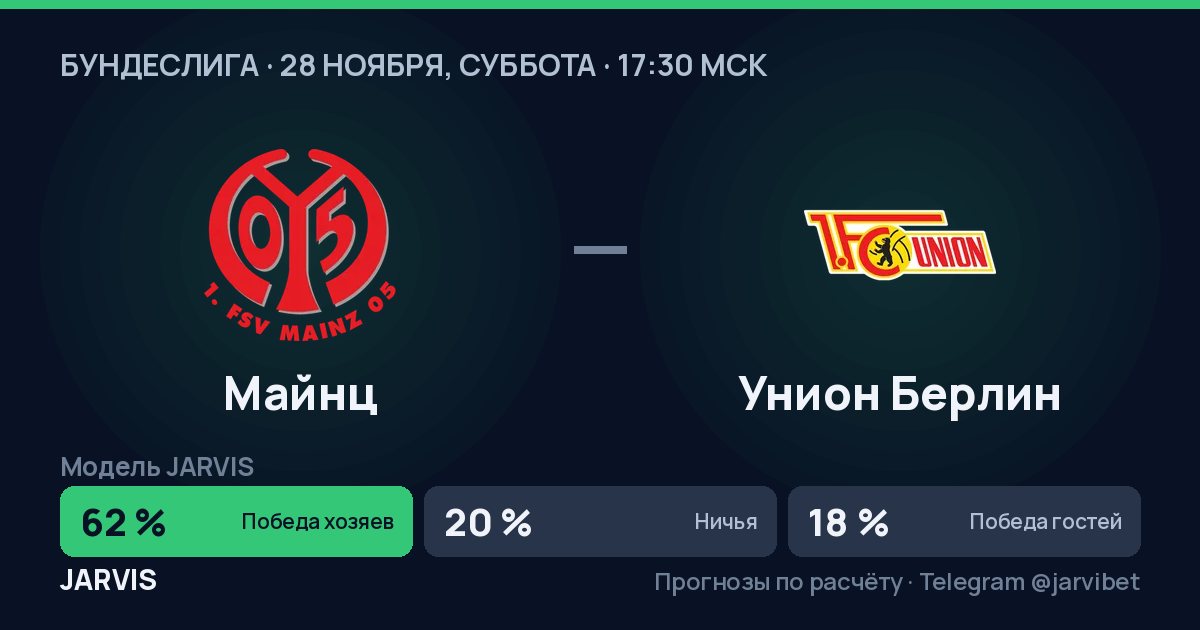 БУНДЕСЛИГА · 28 НОЯБРЯ, СУББОТА · 17:30 МСК
05
1. FSV MAINZ 05
1.FC UNION
Майнц
Унион Берлин
Модель JARVIS
62 % Победа хозяев
20 % Ничья
18 % Победа гостей
JARVIS
Прогнозы по расчёту · Telegram @jarvibet